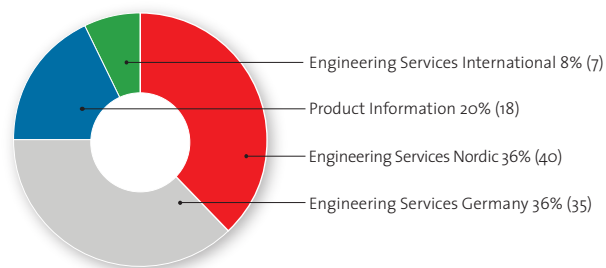 Engineering Services International 8% (7)
Product Information 20% (18)
Engineering Services Nordic 36% (40)
Engineering Services Germany 36% (35)